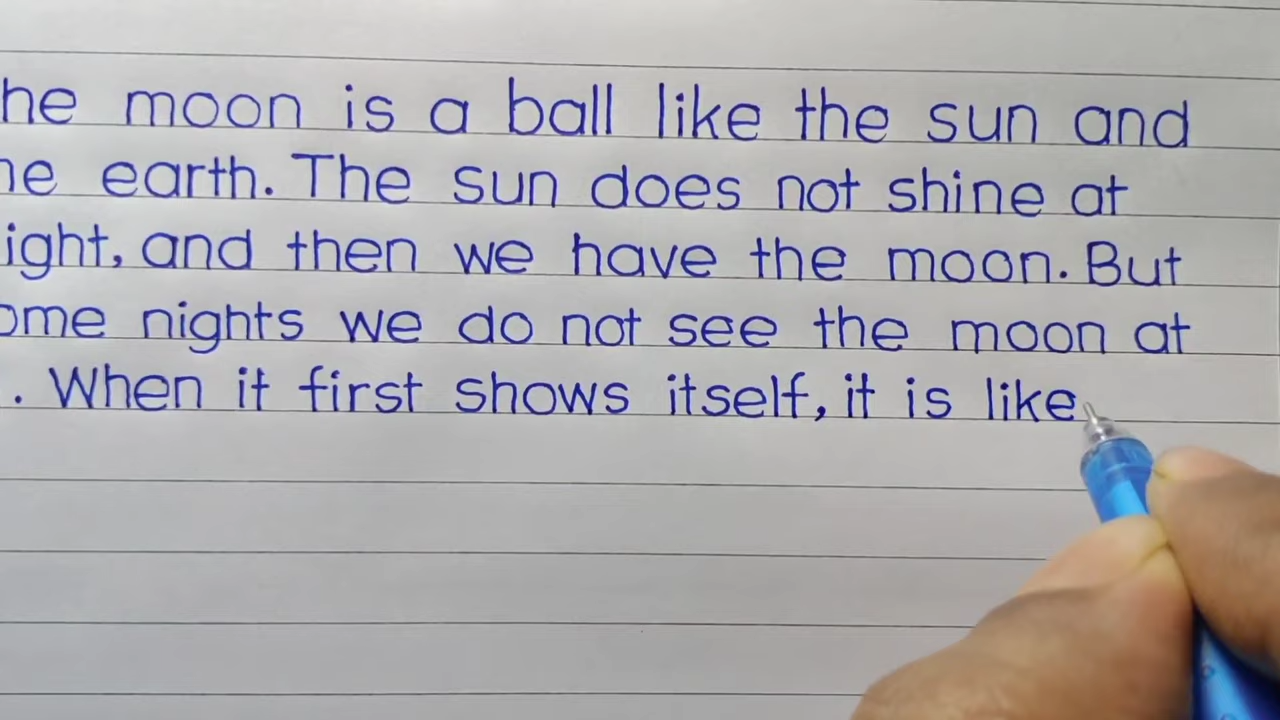 he moon is a ball like the sun and
he earth. The sun does not shine at
ight, and then we have the moon. But
ome nights we do not see the moon at
. When it first shows itself, it is like